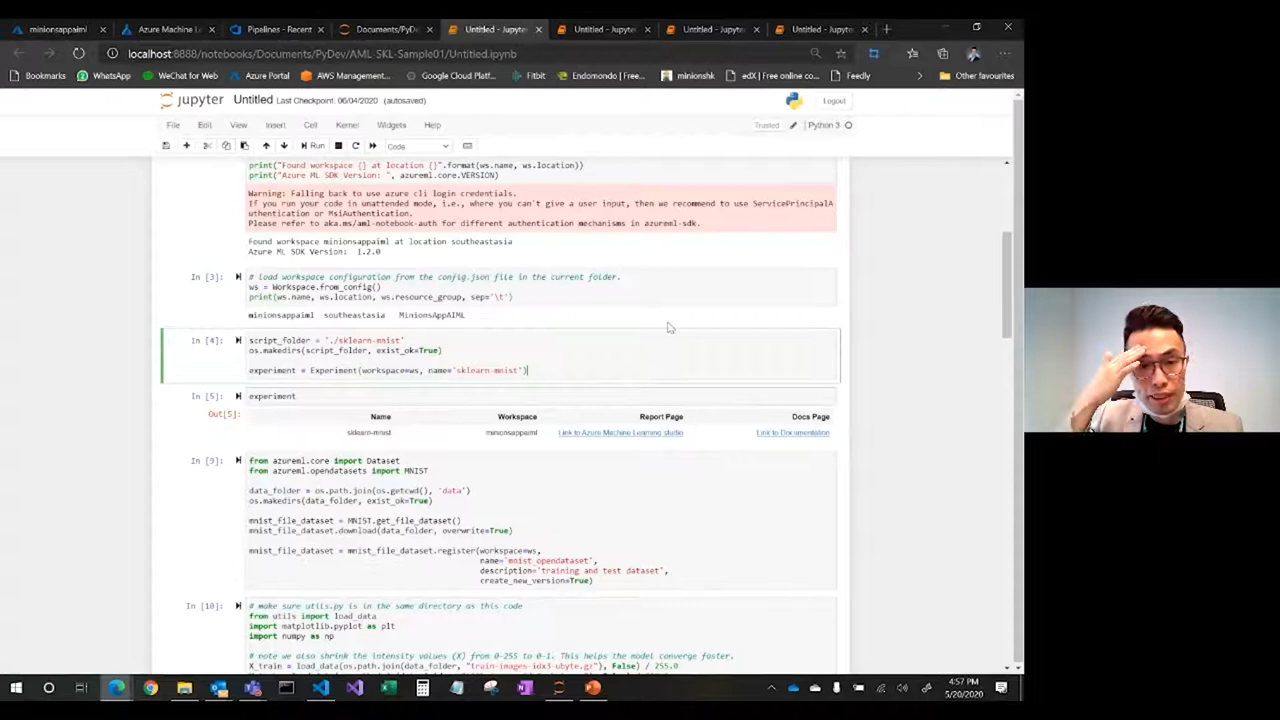 minionsappaiml
Azure Machine L
Pipelines - Recent
Documents/PyDe
Untitled - Jupyte
Untitled - Jupyte
Untitled - Jupyte
Untitled - Jupyte
localhost:8888/notebooks/Documents/PyDev/AML-SKL-Sample01/Untitled.ipynb
Bookmarks
WhatsApp
WeChat for Web
Azure Portal
AWS Management...
Google Cloud Platf...
Fitbit
Endomondo | Free...
minionshk
edX | Free online co...
Feedly
Other favourites
jupyter Untitled Last Checkpoint: 06/04/2020 (autosaved)
Logout
File Edit View Insert Cell Kernel Widgets Help
Trusted
Python 3
Run
Code
print("Found workspace {} at location {}".format(ws.name, ws.location))
print("Azure ML SDK Version: ", azureml.core.VERSION)
Warning: Falling back to use azure cli login credentials.
If you run your code in unattended mode, i.e., where you can't give a user input, then we recommend to use ServicePrincipalA
uthentication or MsiAuthentication.
Please refer to aka.ms/aml-notebook-auth for different authentication mechanisms in azureml-sdk.
Found workspace minionsappaiml at location southeastasia
Azure ML SDK Version: 1.2.0
In [3]:
# load workspace configuration from the config.json file in the current folder.
ws = Workspace.from_config()
print(ws.name, ws.location, ws.resource_group, sep='\t')
minionsappaiml southeastasia MinionsAppAIML
In [4]:
script_folder = './sklearn-mnist'
os.makedirs(script_folder, exist_ok=True)
experiment = Experiment(workspace=ws, name='sklearn-mnist')
In [5]:
experiment
Out[5]:
Name Workspace Report Page Docs Page
sklearn-mnist minionsappaiml Link to Azure Machine Learning studio Link to Documentation
In [9]:
from azureml.core import Dataset
from azureml.opendatasets import MNIST
data_folder = os.path.join(os.getcwd(), 'data')
os.makedirs(data_folder, exist_ok=True)
mnist_file_dataset = MNIST.get_file_dataset()
mnist_file_dataset.download(data_folder, overwrite=True)
mnist_file_dataset = mnist_file_dataset.register(workspace=ws,
name='mnist_opendataset',
description='training and test dataset',
create_new_version=True)
In [10]:
# make sure utils.py is in the same directory as this code
from utils import load_data
import matplotlib.pyplot as plt
import numpy as np
# note we also shrink the intensity values (X) from 0-255 to 0-1. This helps the model converge faster.
X_train = load_data(os.path.join(data_folder, "train-images-idx3-ubyte.gz"), False) / 255.0
4:57 PM
5/20/2020